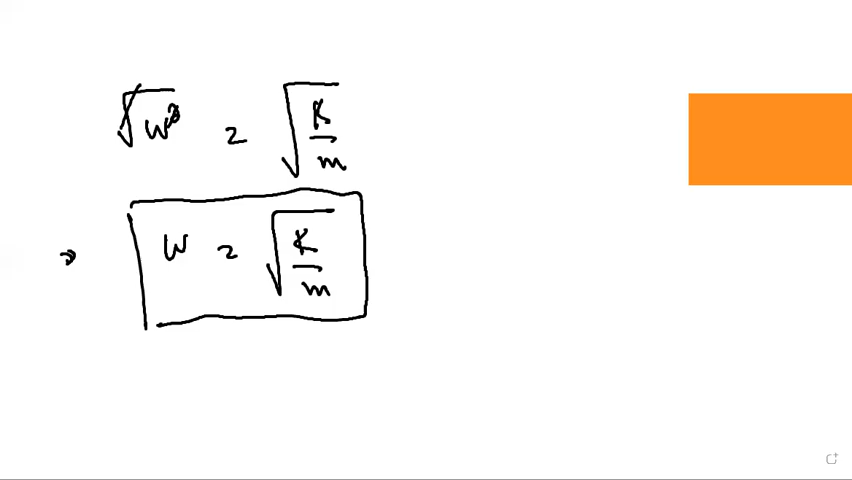 √w² = √K/m
⇒ w = √K/m